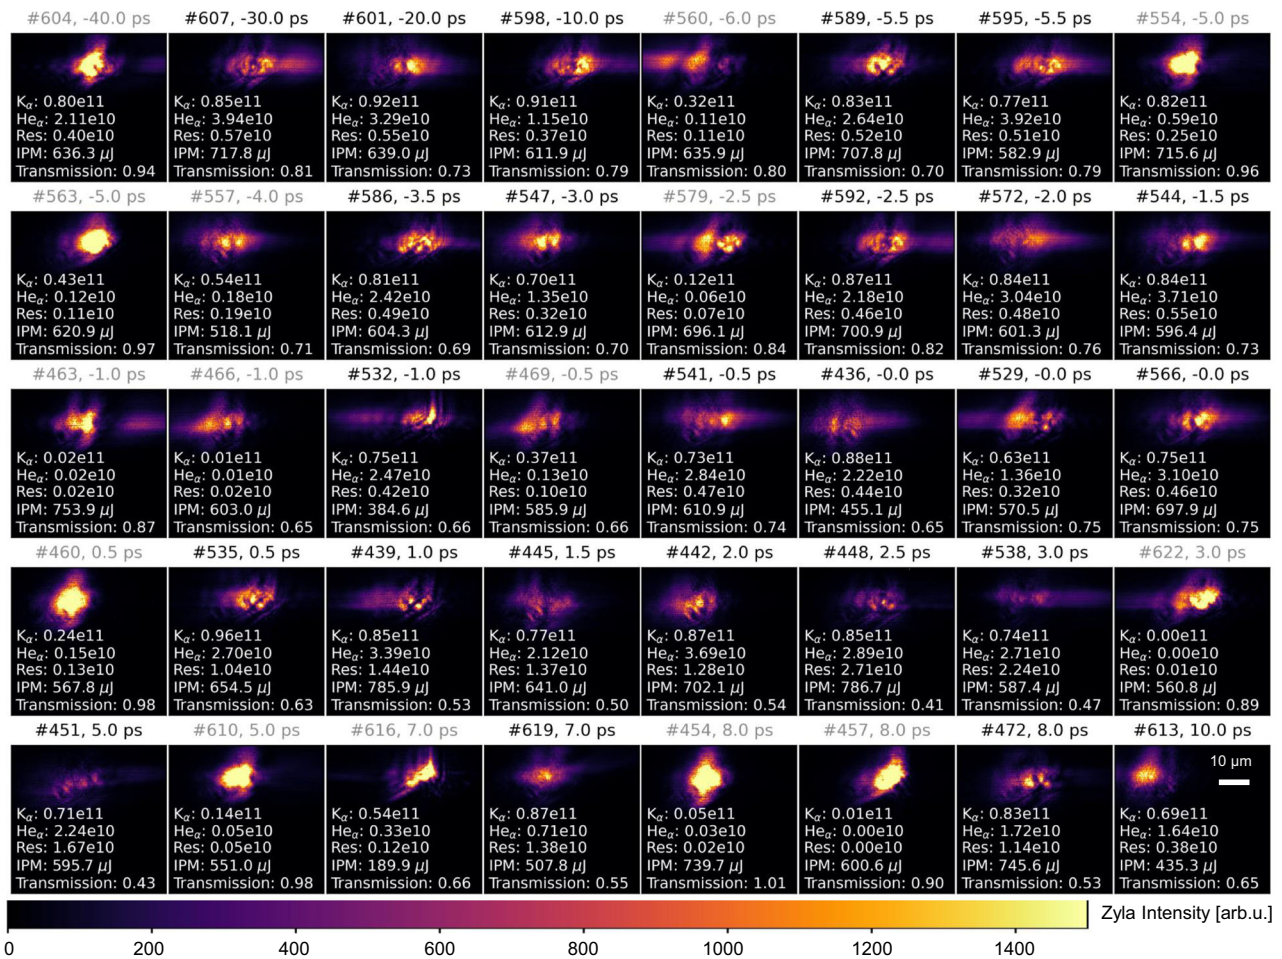 #604, -40.0 ps #607, -30.0 ps #601, -20.0 ps #598, -10.0 ps #560, -6.0 ps #589, -5.5 ps #595, -5.5 ps #554, -5.0 ps
Kα: 0.80e11 Kα: 0.85e11 Kα: 0.92e11 Kα: 0.91e11 Kα: 0.32e11 Kα: 0.83e11 Kα: 0.77e11 Kα: 0.82e11
Heα: 2.11e10 Heα: 3.94e10 Heα: 3.29e10 Heα: 1.15e10 Heα: 0.11e10 Heα: 2.64e10 Heα: 3.92e10 Heα: 0.59e10
Res: 0.40e10 Res: 0.57e10 Res: 0.55e10 Res: 0.37e10 Res: 0.11e10 Res: 0.52e10 Res: 0.51e10 Res: 0.25e10
IPM: 636.3 μJ IPM: 717.8 μJ IPM: 639.0 μJ IPM: 611.9 μJ IPM: 635.9 μJ IPM: 707.8 μJ IPM: 582.9 μJ IPM: 715.6 μJ
Transmission: 0.94 Transmission: 0.81 Transmission: 0.73 Transmission: 0.79 Transmission: 0.80 Transmission: 0.70 Transmission: 0.79 Transmission: 0.96
#563, -5.0 ps #557, -4.0 ps #586, -3.5 ps #547, -3.0 ps #579, -2.5 ps #592, -2.5 ps #572, -2.0 ps #544, -1.5 ps
Kα: 0.43e11 Kα: 0.54e11 Kα: 0.81e11 Kα: 0.70e11 Kα: 0.12e11 Kα: 0.87e11 Kα: 0.84e11 Kα: 0.84e11
Heα: 0.12e10 Heα: 0.18e10 Heα: 2.42e10 Heα: 1.35e10 Heα: 0.06e10 Heα: 2.18e10 Heα: 3.04e10 Heα: 3.71e10
Res: 0.11e10 Res: 0.19e10 Res: 0.49e10 Res: 0.32e10 Res: 0.07e10 Res: 0.46e10 Res: 0.48e10 Res: 0.55e10
IPM: 620.9 μJ IPM: 518.1 μJ IPM: 604.3 μJ IPM: 612.9 μJ IPM: 696.1 μJ IPM: 700.9 μJ IPM: 601.3 μJ IPM: 596.4 μJ
Transmission: 0.97 Transmission: 0.71 Transmission: 0.69 Transmission: 0.70 Transmission: 0.84 Transmission: 0.82 Transmission: 0.76 Transmission: 0.73
#463, -1.0 ps #466, -1.0 ps #532, -1.0 ps #469, -0.5 ps #541, -0.5 ps #436, -0.0 ps #529, -0.0 ps #566, -0.0 ps
Kα: 0.02e11 Kα: 0.01e11 Kα: 0.75e11 Kα: 0.37e11 Kα: 0.73e11 Kα: 0.88e11 Kα: 0.63e11 Kα: 0.75e11
Heα: 0.02e10 Heα: 0.01e10 Heα: 2.47e10 Heα: 0.13e10 Heα: 2.84e10 Heα: 2.22e10 Heα: 1.36e10 Heα: 3.10e10
Res: 0.02e10 Res: 0.02e10 Res: 0.42e10 Res: 0.10e10 Res: 0.47e10 Res: 0.44e10 Res: 0.32e10 Res: 0.46e10
IPM: 753.9 μJ IPM: 603.0 μJ IPM: 384.6 μJ IPM: 585.9 μJ IPM: 610.9 μJ IPM: 455.1 μJ IPM: 570.5 μJ IPM: 697.9 μJ
Transmission: 0.87 Transmission: 0.65 Transmission: 0.66 Transmission: 0.66 Transmission: 0.74 Transmission: 0.65 Transmission: 0.75 Transmission: 0.75
#460, 0.5 ps #535, 0.5 ps #439, 1.0 ps #445, 1.5 ps #442, 2.0 ps #448, 2.5 ps #538, 3.0 ps #622, 3.0 ps
Kα: 0.24e11 Kα: 0.96e11 Kα: 0.85e11 Kα: 0.77e11 Kα: 0.87e11 Kα: 0.85e11 Kα: 0.74e11 Kα: 0.00e11
Heα: 0.15e10 Heα: 2.70e10 Heα: 3.39e10 Heα: 2.12e10 Heα: 3.69e10 Heα: 2.89e10 Heα: 2.71e10 Heα: 0.00e10
Res: 0.13e10 Res: 1.04e10 Res: 1.44e10 Res: 1.37e10 Res: 1.28e10 Res: 2.71e10 Res: 2.24e10 Res: 0.01e10
IPM: 567.8 μJ IPM: 654.5 μJ IPM: 785.9 μJ IPM: 641.0 μJ IPM: 702.1 μJ IPM: 786.7 μJ IPM: 587.4 μJ IPM: 560.8 μJ
Transmission: 0.98 Transmission: 0.63 Transmission: 0.53 Transmission: 0.50 Transmission: 0.54 Transmission: 0.41 Transmission: 0.47 Transmission: 0.89
#451, 5.0 ps #610, 5.0 ps #616, 7.0 ps #619, 7.0 ps #454, 8.0 ps #457, 8.0 ps #472, 8.0 ps #613, 10.0 ps
10 μm
Kα: 0.71e11 Kα: 0.14e11 Kα: 0.54e11 Kα: 0.87e11 Kα: 0.05e11 Kα: 0.01e11 Kα: 0.83e11 Kα: 0.69e11
Heα: 2.24e10 Heα: 0.05e10 Heα: 0.33e10 Heα: 0.71e10 Heα: 0.03e10 Heα: 0.00e10 Heα: 1.72e10 Heα: 1.64e10
Res: 1.67e10 Res: 0.05e10 Res: 0.12e10 Res: 1.38e10 Res: 0.02e10 Res: 0.00e10 Res: 1.14e10 Res: 0.38e10
IPM: 595.7 μJ IPM: 551.0 μJ IPM: 189.9 μJ IPM: 507.8 μJ IPM: 739.7 μJ IPM: 600.6 μJ IPM: 745.6 μJ IPM: 435.3 μJ
Transmission: 0.43 Transmission: 0.98 Transmission: 0.66 Transmission: 0.55 Transmission: 1.01 Transmission: 0.90 Transmission: 0.53 Transmission: 0.65
Zyla Intensity [arb.u.]
0 200 400 600 800 1000 1200 1400